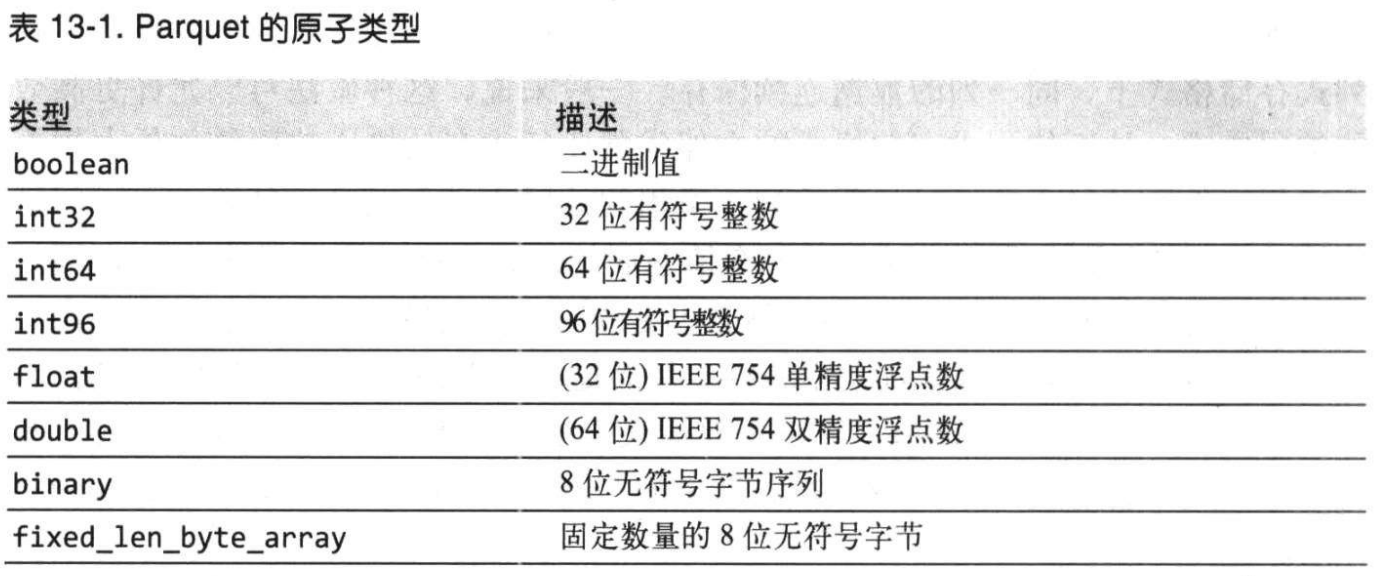 表 13-1. Parquet 的原子类型
类型 描述
boolean 二进制值
int32 32 位有符号整数
int64 64 位有符号整数
int96 96 位有符号整数
float (32 位) IEEE 754 单精度浮点数
double (64 位) IEEE 754 双精度浮点数
binary 8 位无符号字节序列
fixed_len_byte_array 固定数量的 8 位无符号字节